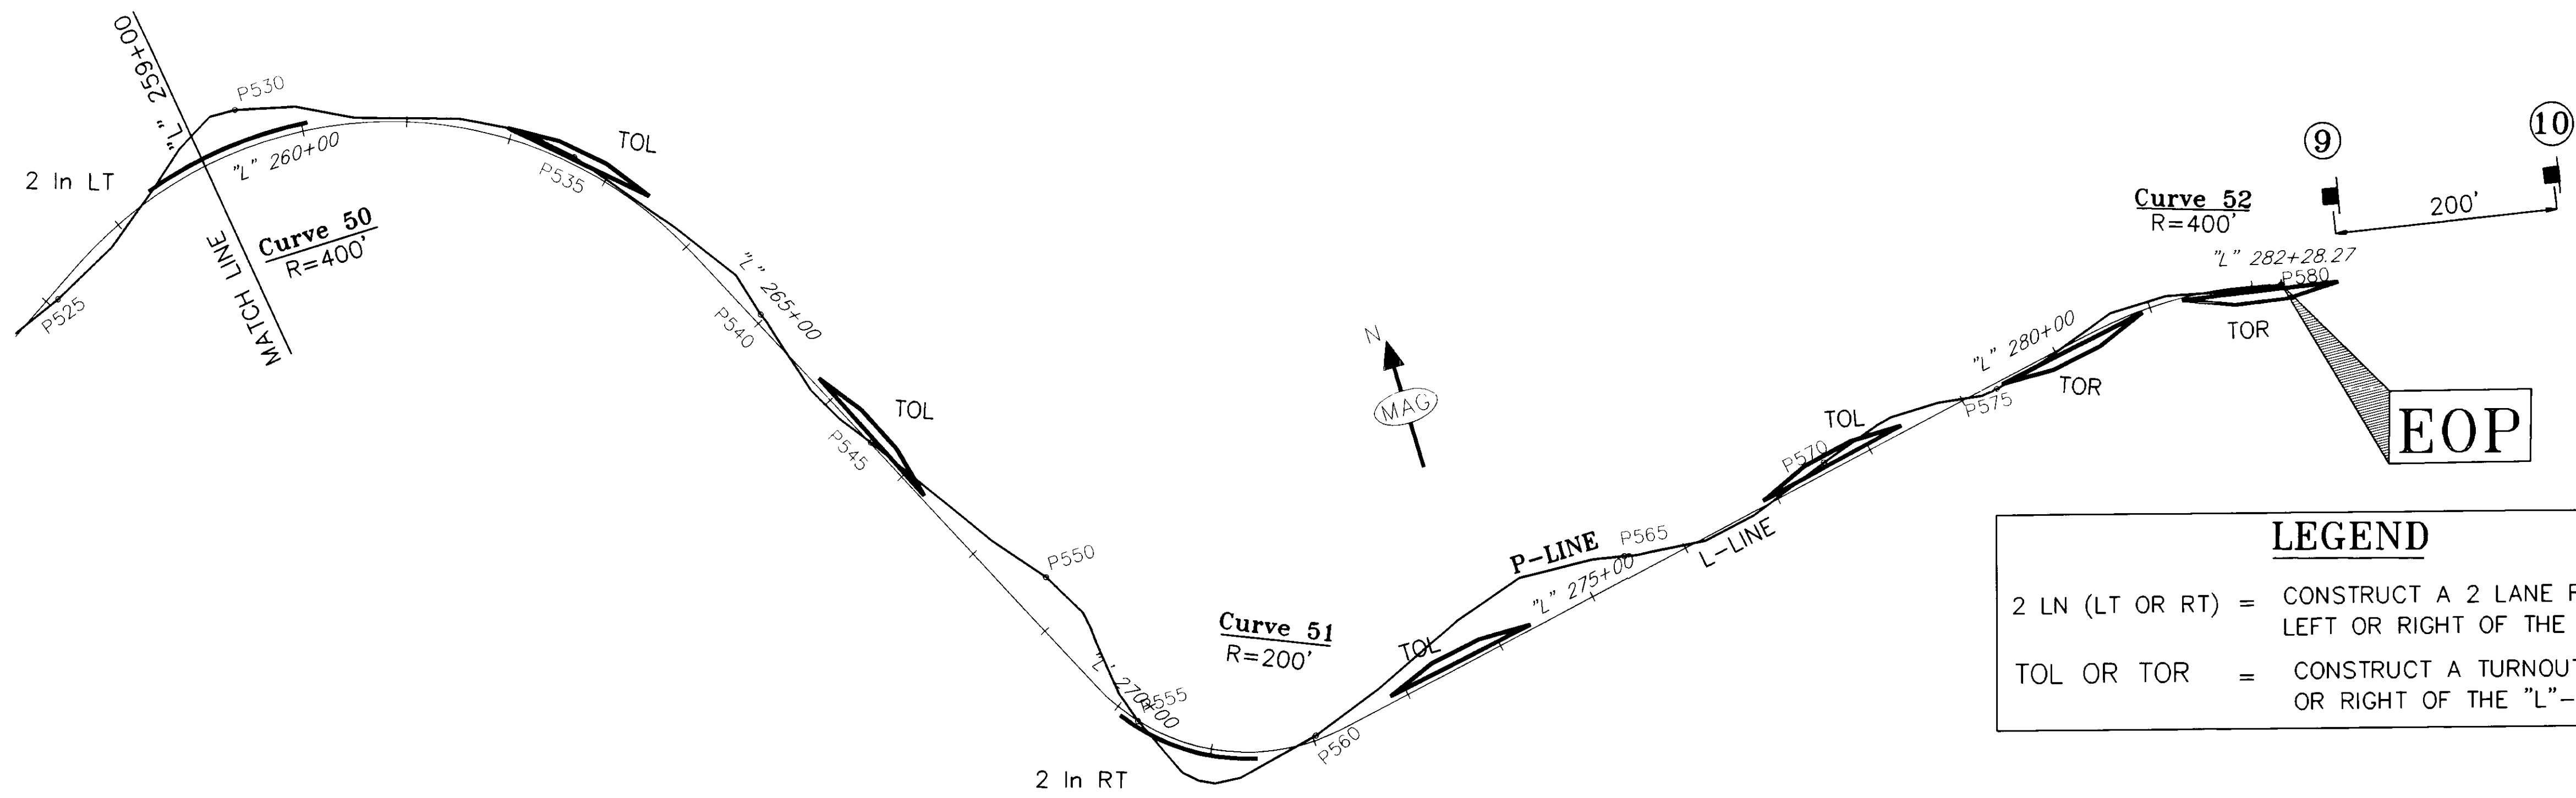 "L" 259+00
MATCH LINE
P525
2 ln LT
P530
"L" 260+00
Curve 50
R=400'
P535
TOL
"L" 265+00
P540
TOL
P545
P550
"L' 270+00
P555
2 ln RT
Curve 51
R=200'
P560
N
MAG
TOL
"L" 275+00
P-LINE
P565
L-LINE
P570
TOL
P575
"L" 280+00
TOR
Curve 52
R=400'
"L" 282+28.27
P580
TOR
9
10
200'
EOP
LEGEND
2 LN (LT OR RT) = CONSTRUCT A 2 LANE
LEFT OR RIGHT OF THE
TOL OR TOR = CONSTRUCT A TURNOUT
OR RIGHT OF THE "L"-